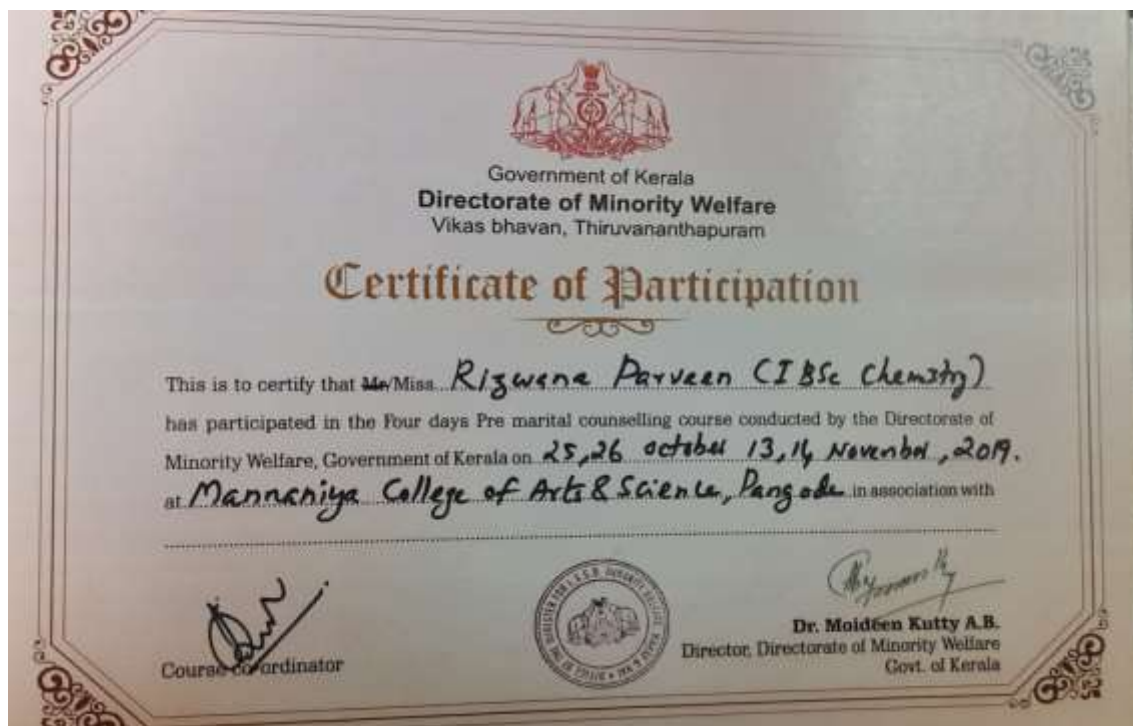 Government of Kerala
Directorate of Minority Welfare
Vikas bhavan, Thiruvananthapuram
Certificate of Participation
This is to certify that Mr/Miss. Rizwana Parveen (I BSc Chemstry)
has participated in the Four days Pre marital counselling course conducted by the Directorate of
Minority Welfare, Government of Kerala on 25,26 october 13,14 November, 2019.
at Mannaniya College of Arts & Science, Pangode in association with
Course co-ordinator
Dr. Moideen Kutty A.B.
Director, Directorate of Minority Welfare
Govt. of Kerala